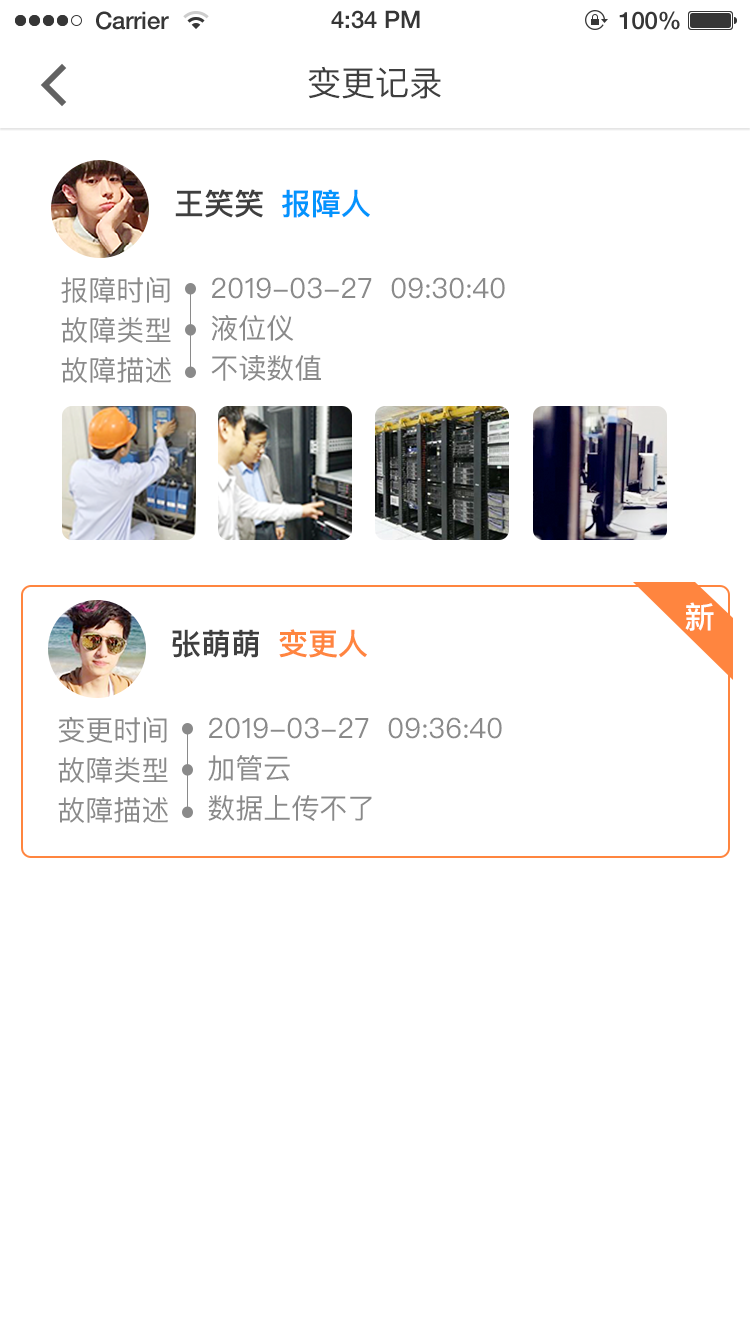 Carrier 4:34 PM 100%
变更记录
王笑笑 报障人
报障时间 2019-03-27 09:30:40
故障类型 液位仪
故障描述 不读数值
新
张萌萌 变更人
变更时间 2019-03-27 09:36:40
故障类型 加管云
故障描述 数据上传不了